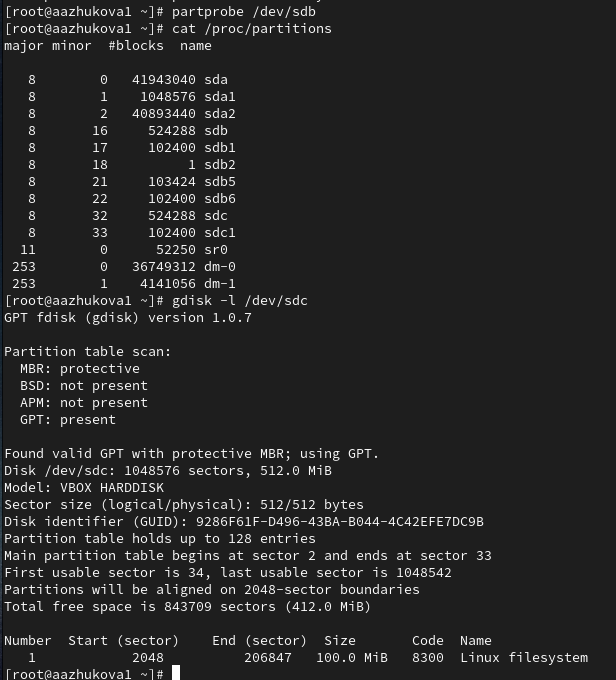 [root@aazhukova1 ~]# partprobe /dev/sdb
[root@aazhukova1 ~]# cat /proc/partitions
major minor  #blocks  name

   8        0   41943040 sda
   8        1    1048576 sda1
   8        2   40893440 sda2
   8       16     524288 sdb
   8       17     102400 sdb1
   8       18          1 sdb2
   8       21     103424 sdb5
   8       22     102400 sdb6
   8       32     524288 sdc
   8       33     102400 sdc1
  11        0      52250 sr0
 253        0   36749312 dm-0
 253        1    4141056 dm-1
[root@aazhukova1 ~]# gdisk -l /dev/sdc
GPT fdisk (gdisk) version 1.0.7

Partition table scan:
  MBR: protective
  BSD: not present
  APM: not present
  GPT: present

Found valid GPT with protective MBR; using GPT.
Disk /dev/sdc: 1048576 sectors, 512.0 MiB
Model: VBOX HARDDISK
Sector size (logical/physical): 512/512 bytes
Disk identifier (GUID): 9286F61F-D496-43BA-B044-4C42EFE7DC9B
Partition table holds up to 128 entries
Main partition table begins at sector 2 and ends at sector 33
First usable sector is 34, last usable sector is 1048542
Partitions will be aligned on 2048-sector boundaries
Total free space is 843709 sectors (412.0 MiB)

Number  Start (sector)    End (sector)  Size       Code  Name
   1            2048          206847   100.0 MiB   8300  Linux filesystem
[root@aazhukova1 ~]#